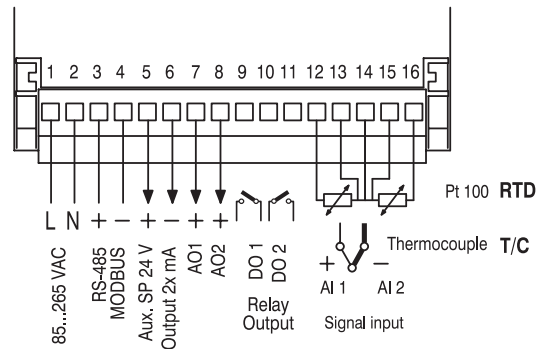 1 2 3 4 5 6 7 8 9 10 11 12 13 14 15 16
L N + − + − + +
85...265 VAC
RS-485
MODBUS
Aux. SP 24 V
Output 2x mA
AO1
AO2
DO 1
DO 2
Relay
Output
Pt 100 RTD
Thermocouple T/C
+ −
AI 1 AI 2
Signal input